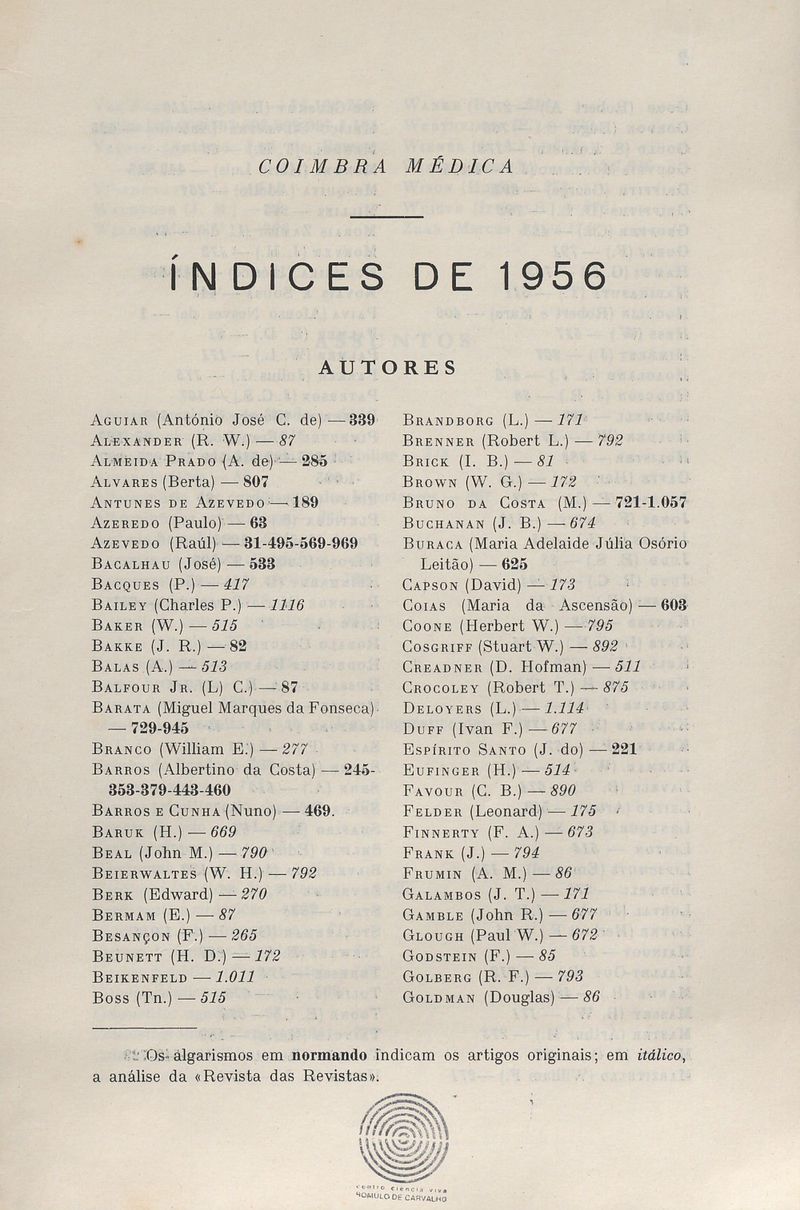 COIMBRA MÉDICA
ÍNDICES DE 1956
AUTORES
AGUIAR (António José C. de) — 339
ALEXANDER (R. W.) — 87
ALMEIDA PRADO (A. de) — 285
ALVARES (Berta) — 807
ANTUNES DE AZEVEDO — 189
AZEREDO (Paulo) — 63
AZEVEDO (Raúl) — 31-495-569-969
BACALHAU (José) — 533
BACQUES (P.) — 417
BAILEY (Charles P.) — 1116
BAKER (W.) — 515
BAKKE (J. R.) — 82
BALAS (A.) — 513
BALFOUR JR. (L) C.) — 87
BARATA (Miguel Marques da Fonseca)
— 729-945
BRANCO (William E.) — 277
BARROS (Albertino da Costa) — 245-
353-379-443-460
BARROS E CUNHA (Nuno) — 469.
BARUK (H.) — 669
BEAL (John M.) — 790
BEIERWALTES (W. H.) — 792
BERK (Edward) — 270
BERMAM (E.) — 87
BESANÇON (F.) — 265
BEUNETT (H. D.) — 172
BEIKENFELD — 1.011
BOSS (Tn.) — 515
BRANDBORG (L.) — 171
BRENNER (Robert L.) — 792
BRICK (I. B.) — 81
BROWN (W. G.) — 172
BRUNO DA COSTA (M.) — 721-1.057
BUCHANAN (J. B.) — 674
BURACA (Maria Adelaide Júlia Osório
Leitão) — 625
CAPSON (David) — 173
COIAS (Maria da Ascensão) — 603
COONE (Herbert W.) — 795
COSGRIFF (Stuart W.) — 892
CREADNER (D. Hofman) — 511
CROCOLEY (Robert T.) — 875
DELOYERS (L.) — 1.114
DUFF (Ivan F.) — 677
ESPÍRITO SANTO (J. do) — 221
EUFINGER (H.) — 514
FAVOUR (C. B.) — 890
FELDER (Leonard) — 175
FINNERTY (F. A.) — 673
FRANK (J.) — 794
FRUMIN (A. M.) — 86
GALAMBOS (J. T.) — 171
GAMBLE (John R.) — 677
GLOUGH (Paul W.) — 672
GODSTEIN (F.) — 85
GOLBERG (R. F.) — 793
GOLDMAN (Douglas) — 86
Os algarismos em normando indicam os artigos originais; em itálico,
a análise da «Revista das Revistas».
centro ciência viva
RÓMULO DE CARVALHO